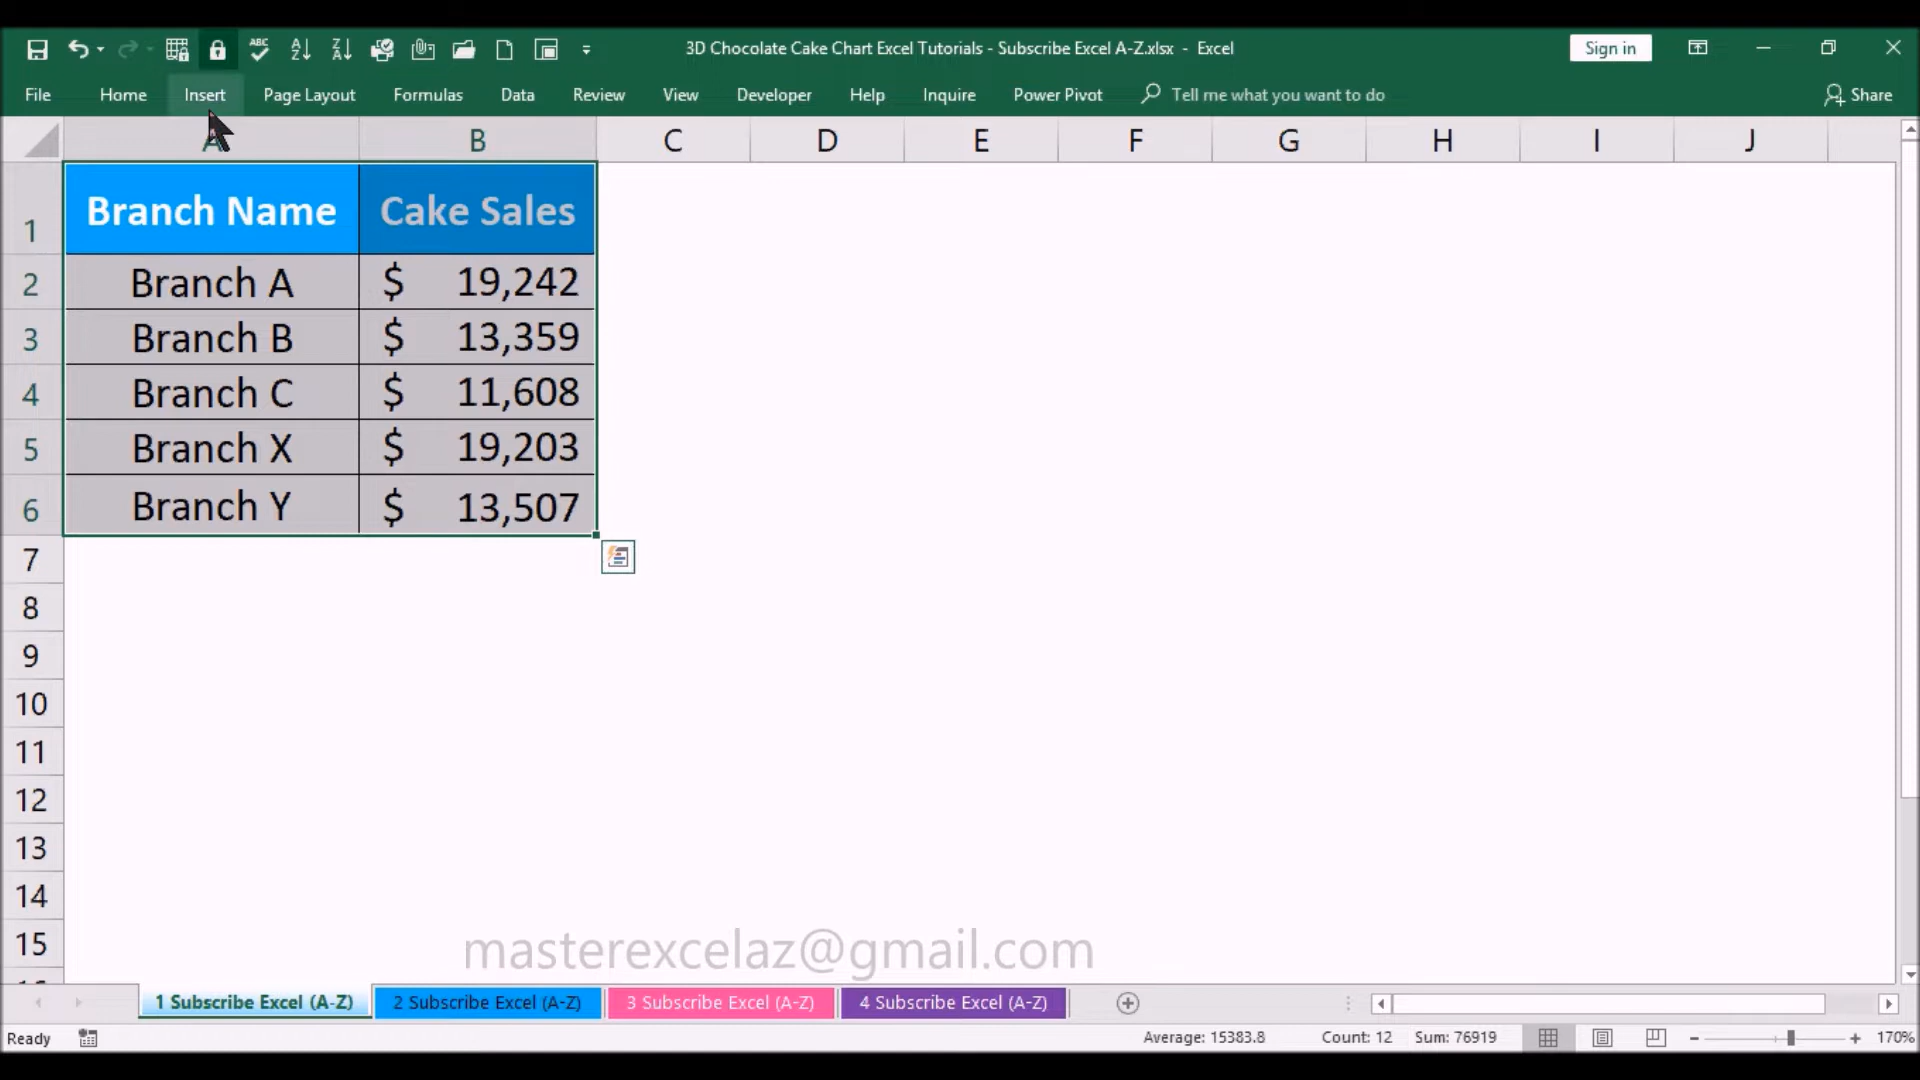 3D Chocolate Cake Chart Excel Tutorials - Subscribe Excel A-Z.xlsx - Excel
Sign in
File Home Insert Page Layout Formulas Data Review View Developer Help Inquire Power Pivot Tell me what you want to do Share
A B C D E F G H I J
1 Branch Name Cake Sales
2 Branch A $ 19,242
3 Branch B $ 13,359
4 Branch C $ 11,608
5 Branch X $ 19,203
6 Branch Y $ 13,507
7
8
9
10
11
12
13
14
15
masterexcelaz@gmail.com
1 Subscribe Excel (A-Z) 2 Subscribe Excel (A-Z) 3 Subscribe Excel (A-Z) 4 Subscribe Excel (A-Z)
Ready Average: 15383.8 Count: 12 Sum: 76919 170%